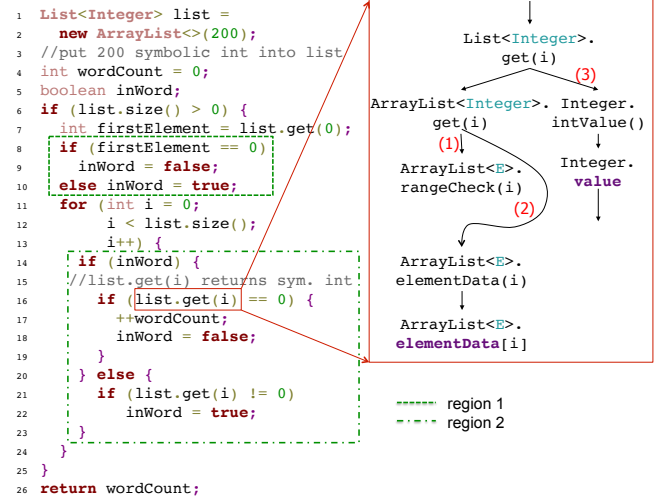 1 List<Integer> list =
2 new ArrayList<>(200);
3 //put 200 symbolic int into list
4 int wordCount = 0;
5 boolean inWord;
6 if (list.size() > 0) {
7 int firstElement = list.get(0);
8 if (firstElement == 0)
9 inWord = false;
10 else inWord = true;
11 for (int i = 0;
12 i < list.size();
13 i++) {
14 if (inWord) {
15 //list.get(i) returns sym. int
16 if (list.get(i) == 0) {
17 ++wordCount;
18 inWord = false;
19 }
20 } else {
21 if (list.get(i) != 0)
22 inWord = true;
23 }
24 }
25 }
26 return wordCount;
List<Integer>.
get(i)
(3)
ArrayList<Integer>.
get(i)
Integer.
intValue()
(1)
ArrayList<E>.
rangeCheck(i)
Integer.
value
(2)
ArrayList<E>.
elementData(i)
ArrayList<E>.
elementData[i]
region 1
region 2